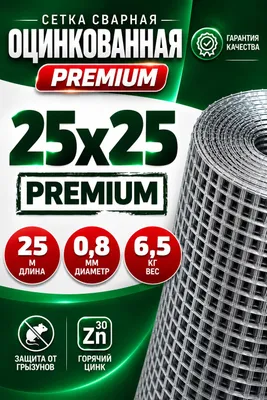 СЕТКА СВАРНАЯ
ОЦИНКОВАННАЯ
PREMIUM
ГАРАНТИЯ
КАЧЕСТВА
25x25
PREMIUM
25
М
ДЛИНА
0,8
ММ
ДИАМЕТР
6,5
КГ
ВЕС
ЗАЩИТА ОТ
ГРЫЗУНОВ
30
Zn
ГОРЯЧИЙ
ЦИНК